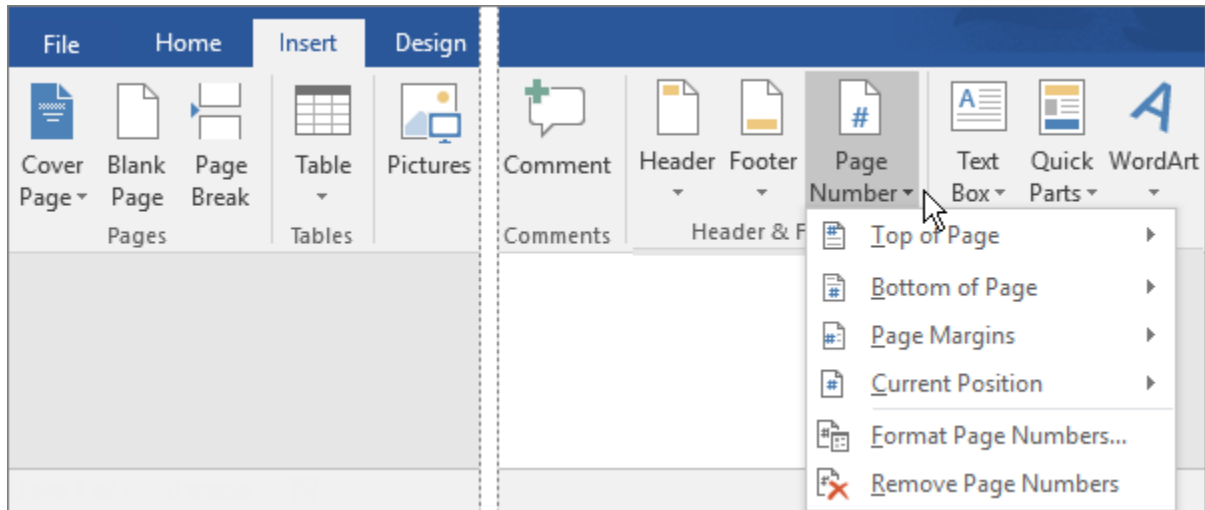 File Home Insert Design
Cover Page Blank Page Page Break Table Pictures Comment Header Footer Page Number Text Box Quick Parts WordArt
Pages Tables Comments Header & F
Top of Page
Bottom of Page
Page Margins
Current Position
Format Page Numbers...
Remove Page Numbers